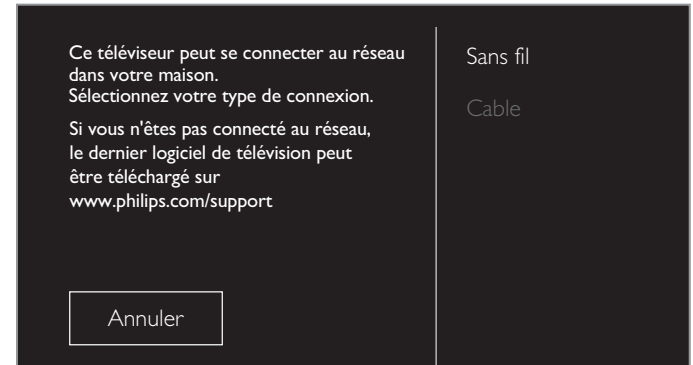 Ce téléviseur peut se connecter au réseau
dans votre maison.
Sélectionnez votre type de connexion.
Si vous n'êtes pas connecté au réseau,
le dernier logiciel de télévision peut
être téléchargé sur
www.philips.com/support
Annuler
Sans fil
Cable